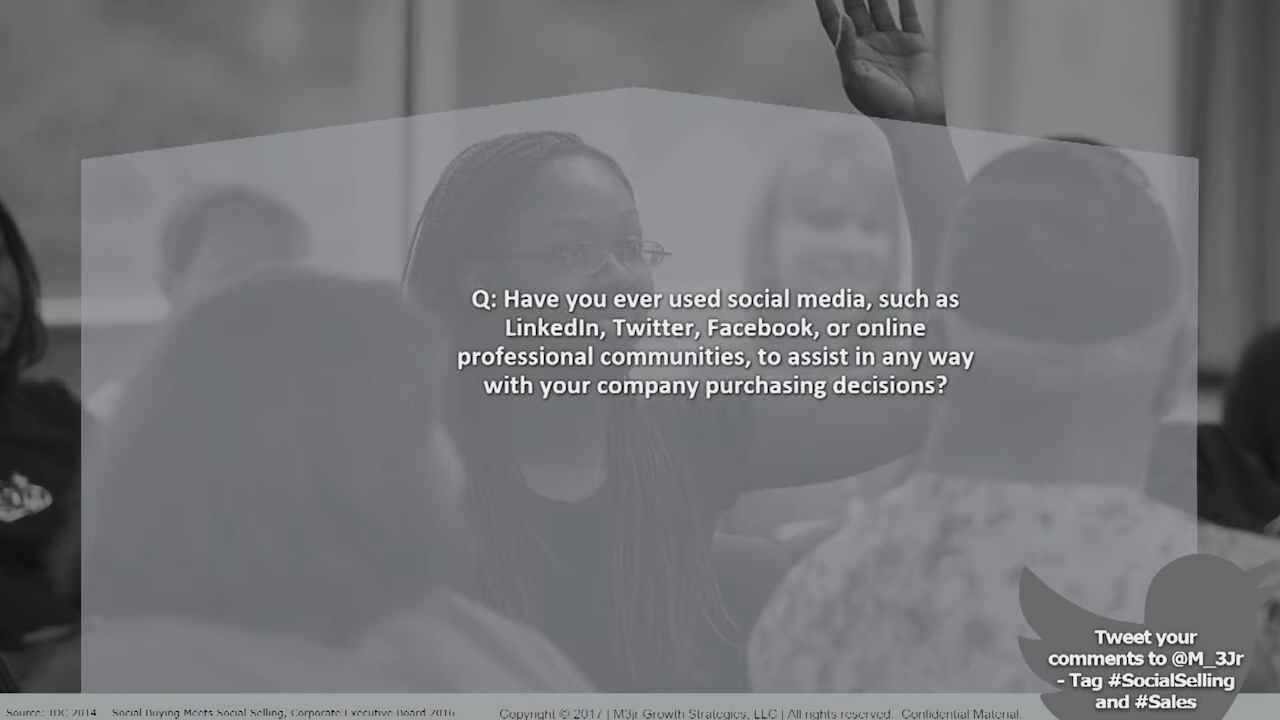 Q: Have you ever used social media, such as
LinkedIn, Twitter, Facebook, or online
professional communities, to assist in any way
with your company purchasing decisions?
Tweet your
comments to @M_3Jr
- Tag #SocialSelling
and #Sales
Source: IDC 2014 Social Buying Meets Social Selling, Corporate Executive Board 2016
Copyright © 2017 | M3jr Growth Strategies, LLC | All rights reserved. Confidential Material.